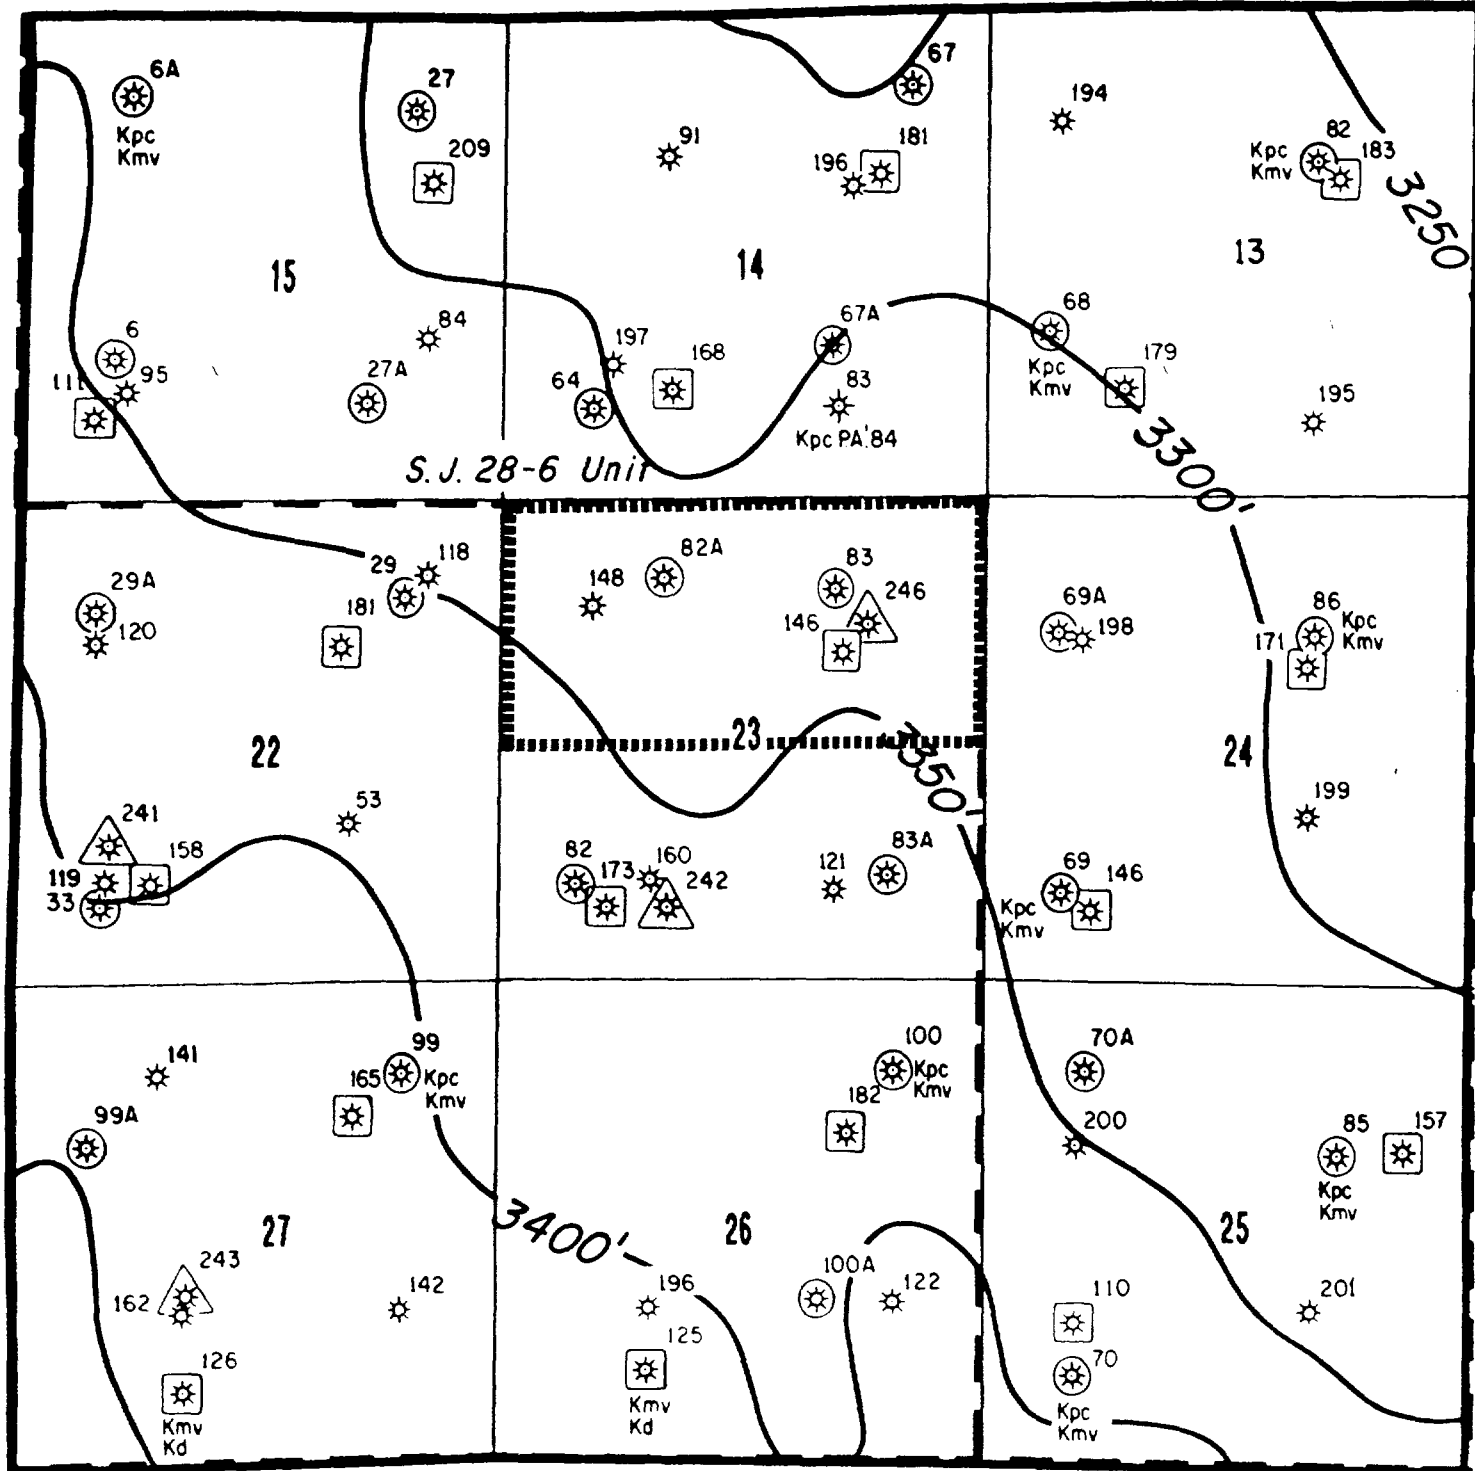 6A
Kpc
Kmv
27
209
67
91
181
196
194
82
Kpc
Kmv
183
3250
15
14
13
6
111
95
84
27A
197
64
168
67A
83
Kpc PA'84
68
Kpc
Kmv
179
195
3300'
S.J. 28-6 Unit
29A
120
29
118
181
148
82A
83
246
146
69A
198
86
Kpc
Kmv
171
22
23
24
3350'
241
158
119
33
53
82
173
160
242
121
83A
69
146
Kpc
Kmv
199
141
99
165
Kpc
Kmv
99A
100
Kpc
Kmv
182
70A
200
85
157
Kpc
Kmv
27
3400'
26
25
243
162
142
196
100A
122
110
201
126
Kmv
Kd
125
Kmv
Kd
70
Kpc
Kmv